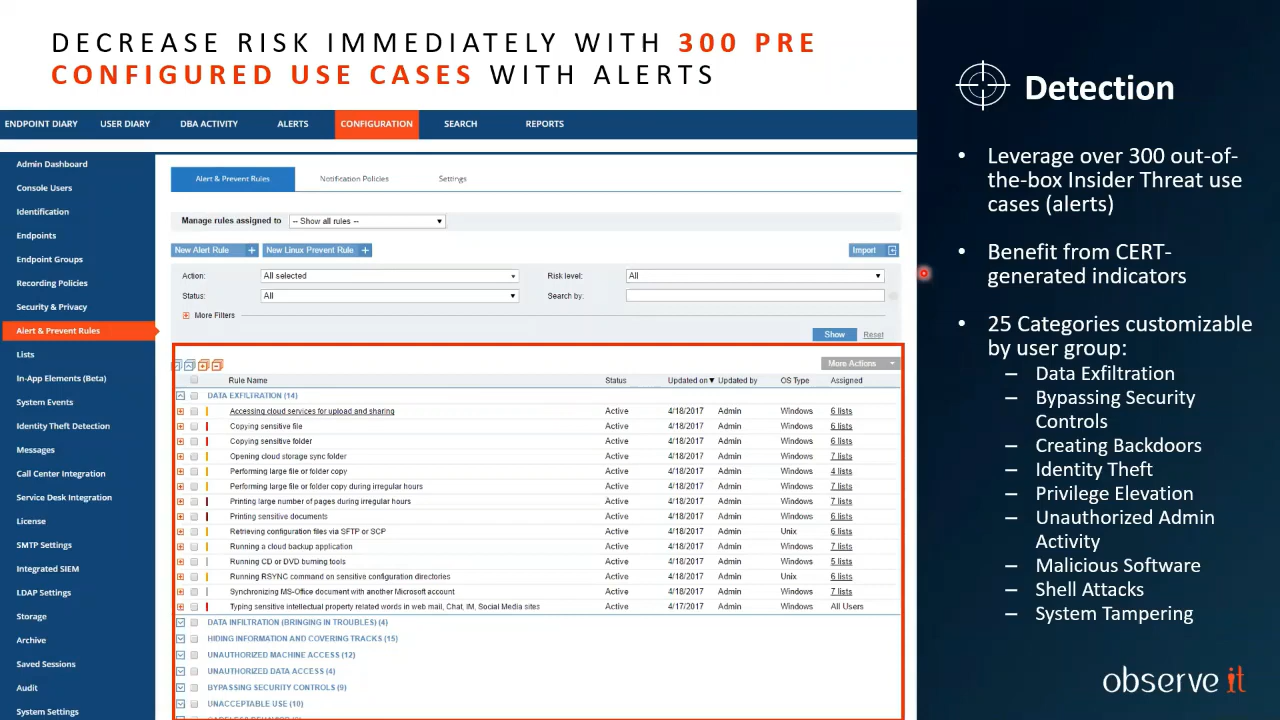 DECREASE RISK IMMEDIATELY WITH 300 PRE
CONFIGURED USE CASES WITH ALERTS
ENDPOINT DIARY USER DIARY DBA ACTIVITY ALERTS CONFIGURATION SEARCH REPORTS
Admin Dashboard
Console Users
Identification
Endpoints
Endpoint Groups
Recording Policies
Security & Privacy
Alert & Prevent Rules
Lists
In-App Elements (Beta)
System Events
Identity Theft Detection
Messages
Call Center Integration
Service Desk Integration
License
SMTP Settings
Integrated SIEM
LDAP Settings
Storage
Archive
Saved Sessions
Audit
System Settings
Alert & Prevent Rules Notification Policies Settings
Manage rules assigned to -- Show all rules --
New Alert Rule + New Linux Prevent Rule + Import
Action: All selected Risk level: All
Status: All Search by:
More Filters
Show Reset
More Actions
Rule Name Status Updated on Updated by OS Type Assigned
DATA EXFILTRATION (14)
Accessing cloud services for upload and sharing Active 4/18/2017 Admin Windows 6 lists
Copying sensitive file Active 4/18/2017 Admin Windows 6 lists
Copying sensitive folder Active 4/18/2017 Admin Windows 6 lists
Opening cloud storage sync folder Active 4/18/2017 Admin Windows 7 lists
Performing large file or folder copy Active 4/18/2017 Admin Windows 4 lists
Performing large file or folder copy during irregular hours Active 4/18/2017 Admin Windows 7 lists
Printing large number of pages during irregular hours Active 4/18/2017 Admin Windows 7 lists
Printing sensitive documents Active 4/18/2017 Admin Windows 6 lists
Retrieving configuration files via SFTP or SCP Active 4/18/2017 Admin Unix 6 lists
Running a cloud backup application Active 4/18/2017 Admin Windows 7 lists
Running CD or DVD burning tools Active 4/18/2017 Admin Windows 5 lists
Running RSYNC command on sensitive configuration directories Active 4/18/2017 Admin Unix 6 lists
Synchronizing MS-Office document with another Microsoft account Active 4/18/2017 Admin Windows 7 lists
Typing sensitive intellectual property related words in web mail, Chat, IM, Social Media sites Active 4/17/2017 Admin Windows All Users
DATA INFILTRATION (BRINGING IN TROUBLES) (4)
HIDING INFORMATION AND COVERING TRACKS (15)
UNAUTHORIZED MACHINE ACCESS (12)
UNAUTHORIZED DATA ACCESS (4)
BYPASSING SECURITY CONTROLS (9)
UNACCEPTABLE USE (10)
Detection
• Leverage over 300 out-of-
the-box Insider Threat use
cases (alerts)
• Benefit from CERT-
generated indicators
• 25 Categories customizable
by user group:
– Data Exfiltration
– Bypassing Security
Controls
– Creating Backdoors
– Identity Theft
– Privilege Elevation
– Unauthorized Admin
Activity
– Malicious Software
– Shell Attacks
– System Tampering
observe it